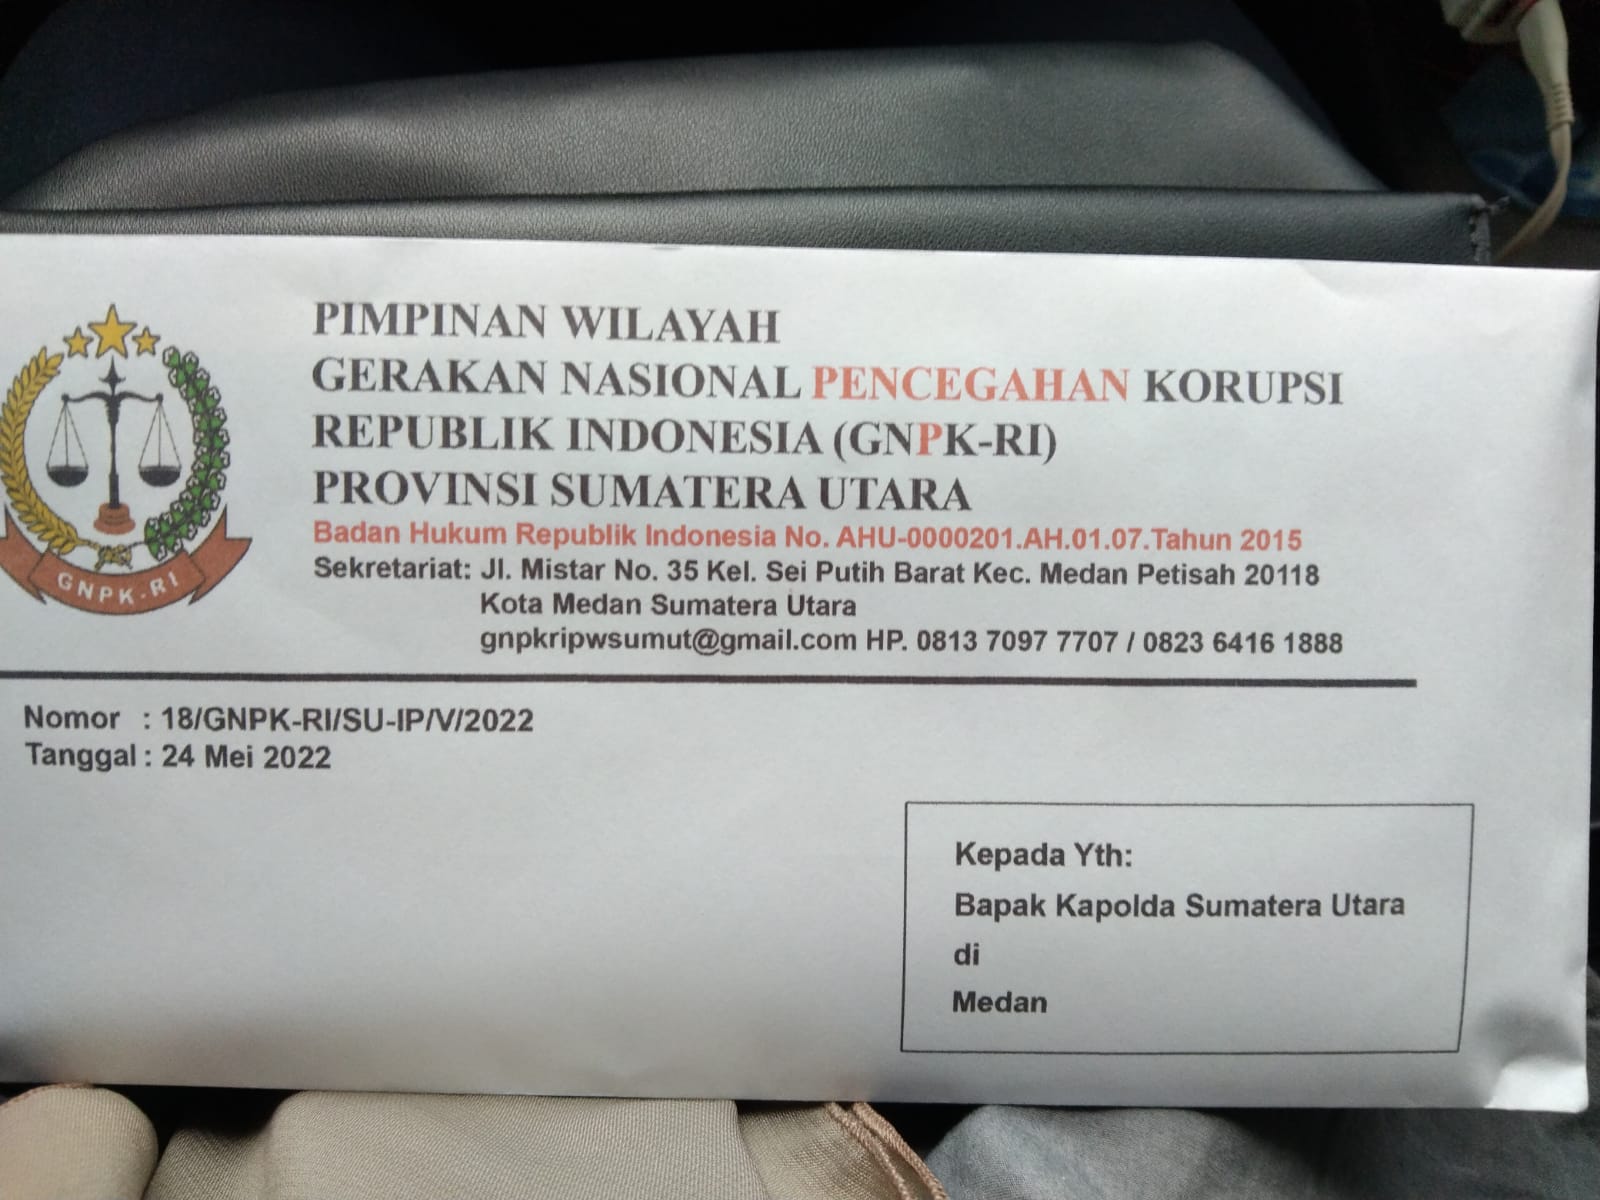 PIMPINAN WILAYAH
GERAKAN NASIONAL PENCEGAHAN KORUPSI
REPUBLIK INDONESIA (GNPK-RI)
PROVINSI SUMATERA UTARA
Badan Hukum Republik Indonesia No. AHU-0000201.AH.01.07.Tahun 2015
Sekretariat: Jl. Mistar No. 35 Kel. Sei Putih Barat Kec. Medan Petisah 20118
Kota Medan Sumatera Utara
gnpkripwsumut@gmail.com HP. 0813 7097 7707 / 0823 6416 1888
GNPK-RI
Nomor : 18/GNPK-RI/SU-IP/V/2022
Tanggal : 24 Mei 2022
Kepada Yth:
Bapak Kapolda Sumatera Utara
di
Medan